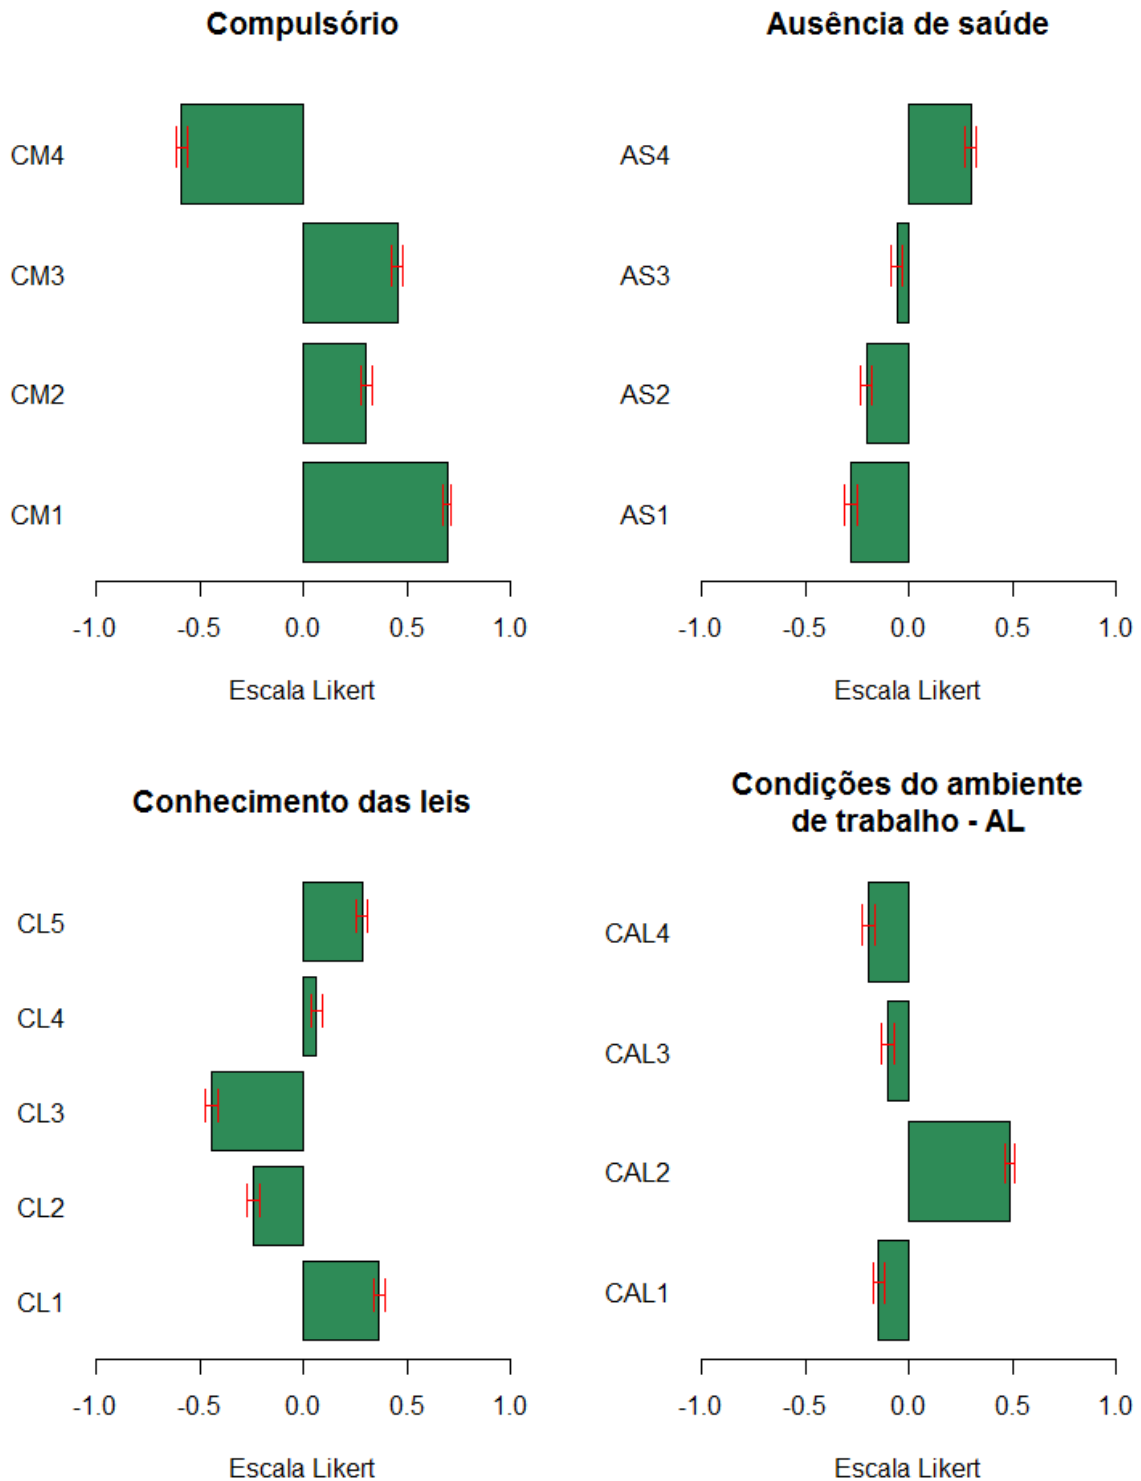 Compulsório
CM4
CM3
CM2
CM1
-1.0 -0.5 0.0 0.5 1.0
Escala Likert
Ausência de saúde
AS4
AS3
AS2
AS1
-1.0 -0.5 0.0 0.5 1.0
Escala Likert
Conhecimento das leis
CL5
CL4
CL3
CL2
CL1
-1.0 -0.5 0.0 0.5 1.0
Escala Likert
Condições do ambiente
de trabalho - AL
CAL4
CAL3
CAL2
CAL1
-1.0 -0.5 0.0 0.5 1.0
Escala Likert